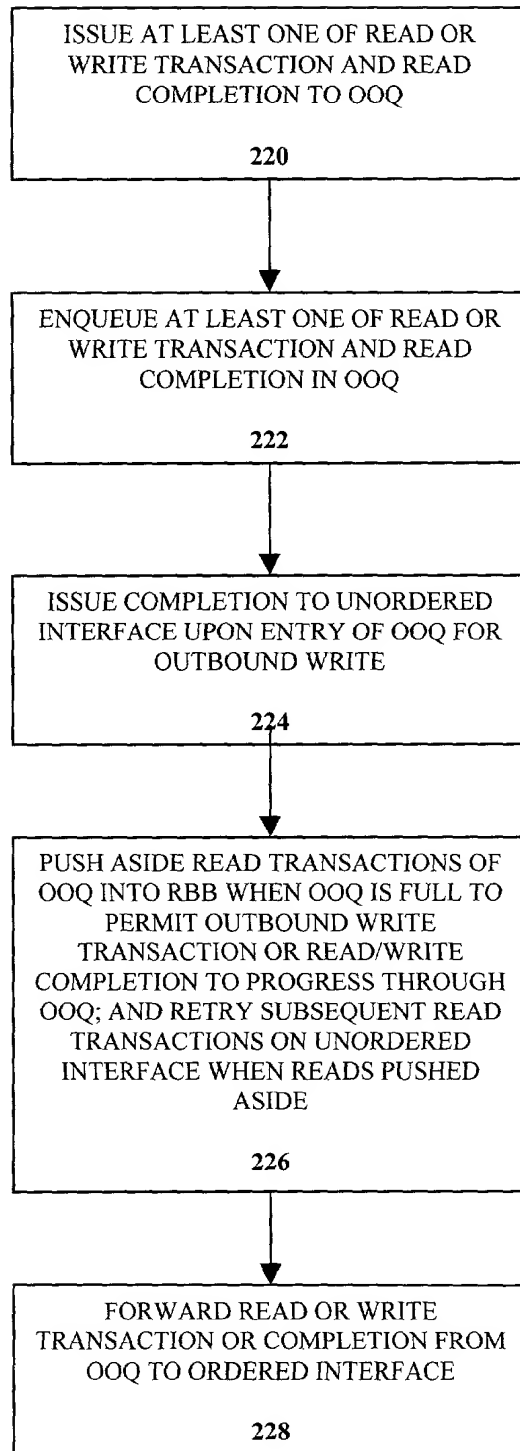 ISSUE AT LEAST ONE OF READ OR
WRITE TRANSACTION AND READ
COMPLETION TO OOQ
220
ENQUEUE AT LEAST ONE OF READ OR
WRITE TRANSACTION AND READ
COMPLETION IN OOQ
222
ISSUE COMPLETION TO UNORDERED
INTERFACE UPON ENTRY OF OOQ FOR
OUTBOUND WRITE
224
PUSH ASIDE READ TRANSACTIONS OF
OOQ INTO RBB WHEN OOQ IS FULL TO
PERMIT OUTBOUND WRITE
TRANSACTION OR READ/WRITE
COMPLETION TO PROGRESS THROUGH
OOQ; AND RETRY SUBSEQUENT READ
TRANSACTIONS ON UNORDERED
INTERFACE WHEN READS PUSHED
ASIDE
226
FORWARD READ OR WRITE
TRANSACTION OR COMPLETION FROM
OOQ TO ORDERED INTERFACE
228